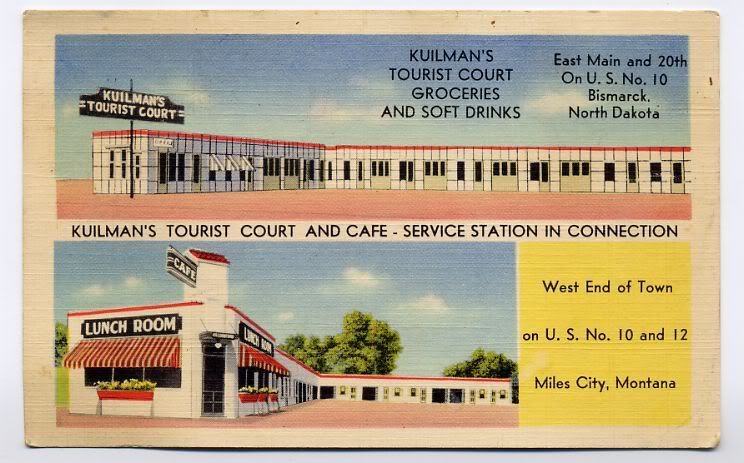 KUILMAN'S
TOURIST COURT
GROCERIES
AND SOFT DRINKS
East Main and 20th
On U. S. No. 10
Bismarck,
North Dakota
KUILMAN'S
TOURIST COURT
OFFICE
KUILMAN'S TOURIST COURT AND CAFE - SERVICE STATION IN CONNECTION
CAFE
LUNCH ROOM
LUNCH ROOM
West End of Town
on U. S. No. 10 and 12
Miles City, Montana